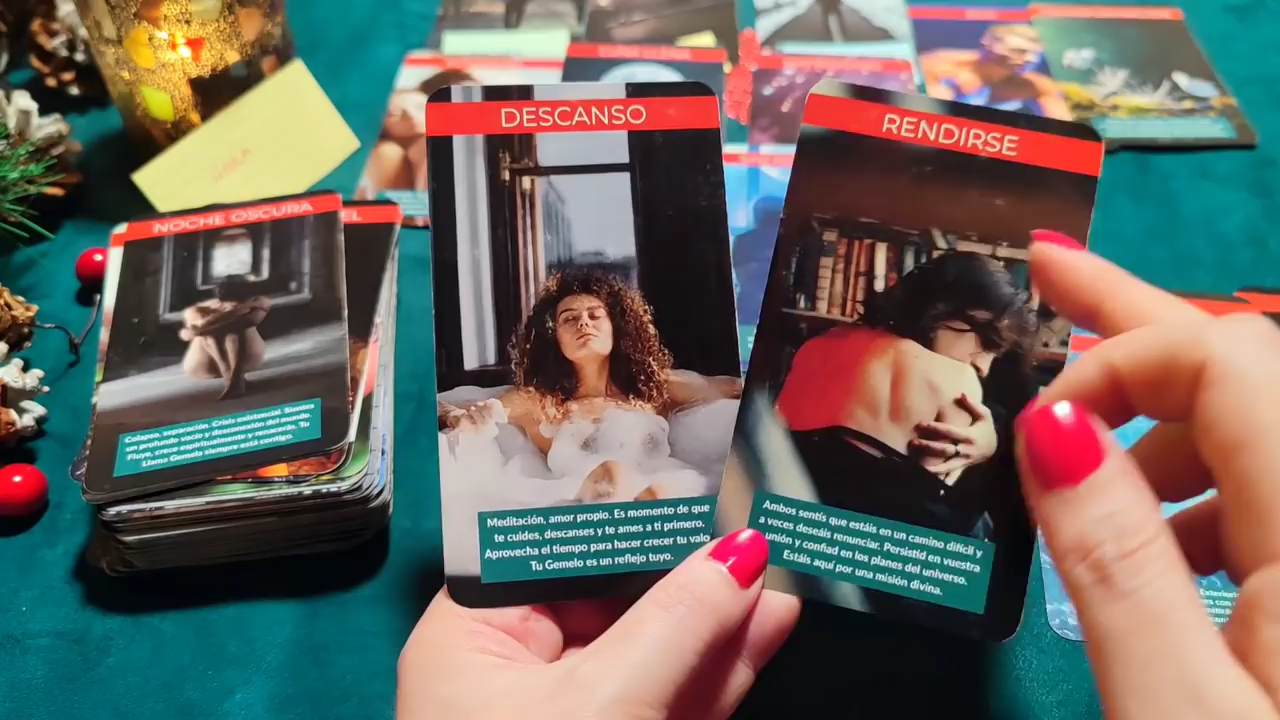 DESCANSO
Meditación, amor propio. Es momento de que
te cuides, descanses y te ames a ti primero.
Aprovecha el tiempo para hacer crecer tu valo
Tu Gemelo es un reflejo tuyo.
RENDIRSE
Ambos sentís que estáis en un camino difícil y
a veces deseáis renunciar. Persistid en vuestra
unión y confiad en los planes del universo.
Estáis aquí por una misión divina.
NOCHE OSCURA
EL
Colapso, separación. Crisis existencial. Sientes
un profundo vacío y desconexión del mundo.
Fluye, crece espiritualmente y renacerás. Tu
Llama Gemela siempre está contigo.